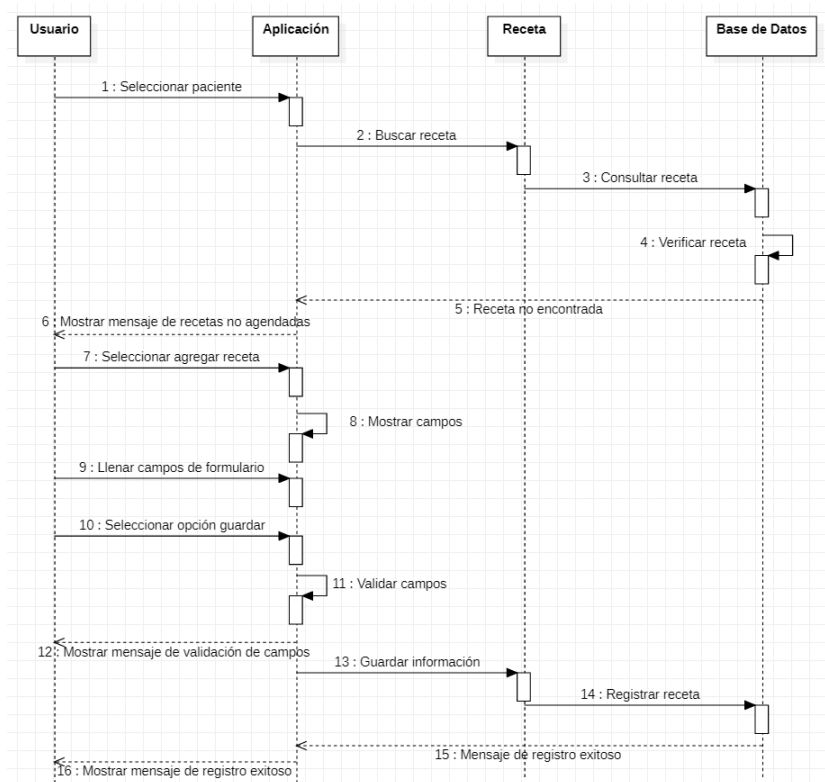 Usuario
Aplicación
Receta
Base de Datos
1 : Seleccionar paciente
2 : Buscar receta
3 : Consultar receta
4 : Verificar receta
5 : Receta no encontrada
6 : Mostrar mensaje de recetas no agendadas
7 : Seleccionar agregar receta
8 : Mostrar campos
9 : Llenar campos de formulario
10 : Seleccionar opción guardar
11 : Validar campos
12 : Mostrar mensaje de validación de campos
13 : Guardar información
14 : Registrar receta
15 : Mensaje de registro exitoso
16 : Mostrar mensaje de registro exitoso